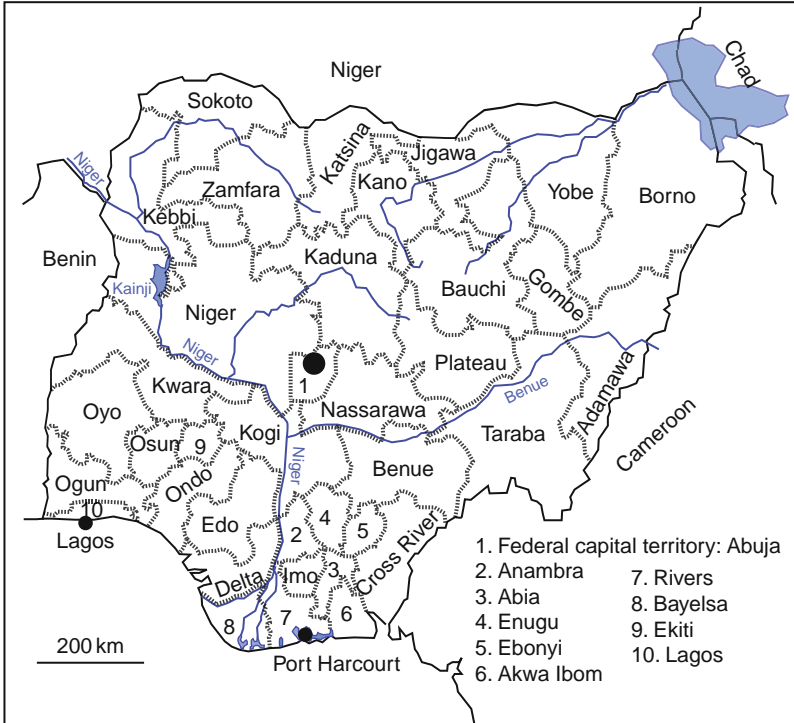 Niger
Chad
Sokoto
Katsina
Jigawa
Niger
Zamfara
Kano
Yobe
Borno
Kebbi
Benin
Kaduna
Kainji
Bauchi
Gombe
Niger
Niger
Plateau
Adamawa
1
Kwara
Benue
Oyo
Nassarawa
Cameroon
Osun
9
Kogi
Taraba
Niger
Benue
Ogun
Ondo
10
Edo
4
2
5
Cross River
Lagos
Delta
Imo
3
8
7
6
200 km
Port Harcourt
1. Federal capital territory: Abuja
2. Anambra
3. Abia
4. Enugu
5. Ebonyi
6. Akwa Ibom
7. Rivers
8. Bayelsa
9. Ekiti
10. Lagos